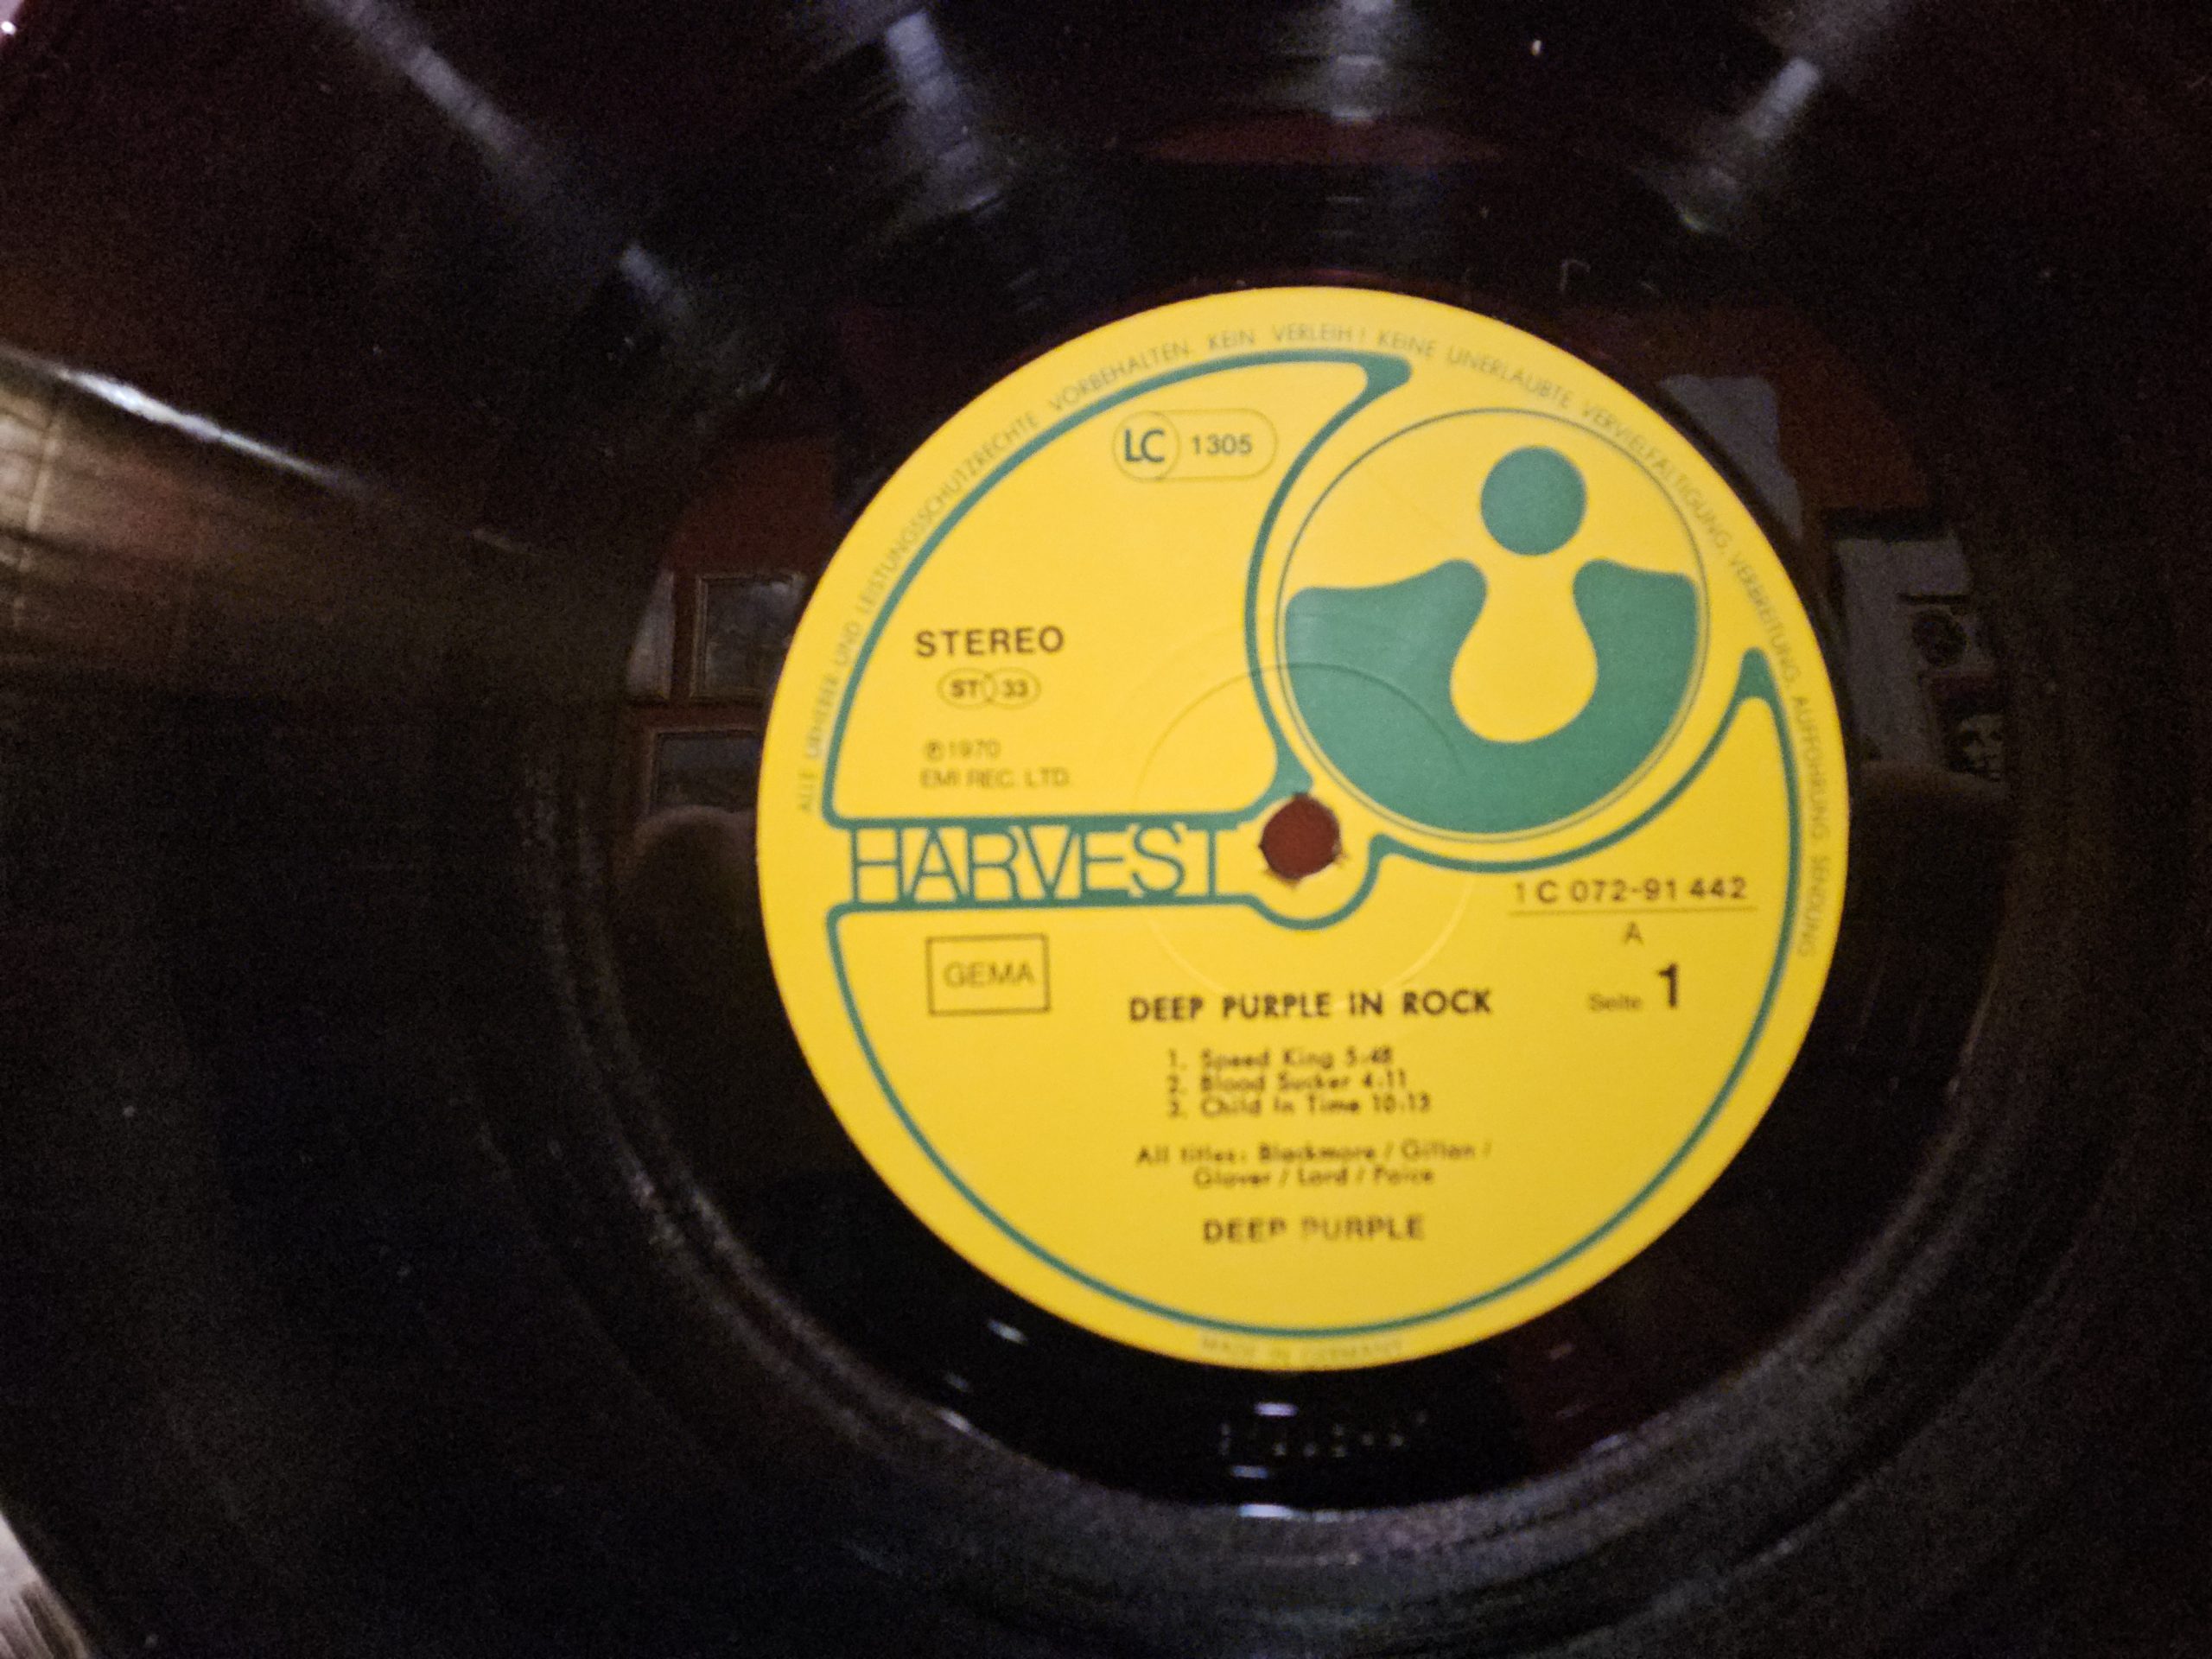 ALLE URHEBER UND LEISTUNGSSCHUTZRECHTE VORBEHALTEN. KEIN VERLEIH! KEINE UNERLAUBTE VERVIELFÄLTIGUNG, VERBREITUNG, AUFFÜHRUNG, SENDUNG
LC 1305
STEREO
ST 33
℗ 1970
EMI REC. LTD.
HARVEST
1 C 072-91 442
A
Seite 1
GEMA
DEEP PURPLE IN ROCK
1. Speed King 5:48
2. Blood Sucker 4:11
3. Child In Time 10:13
All titles: Blackmore / Gillan /
Glover / Lord / Paice
DEEP PURPLE
MADE IN GERMANY